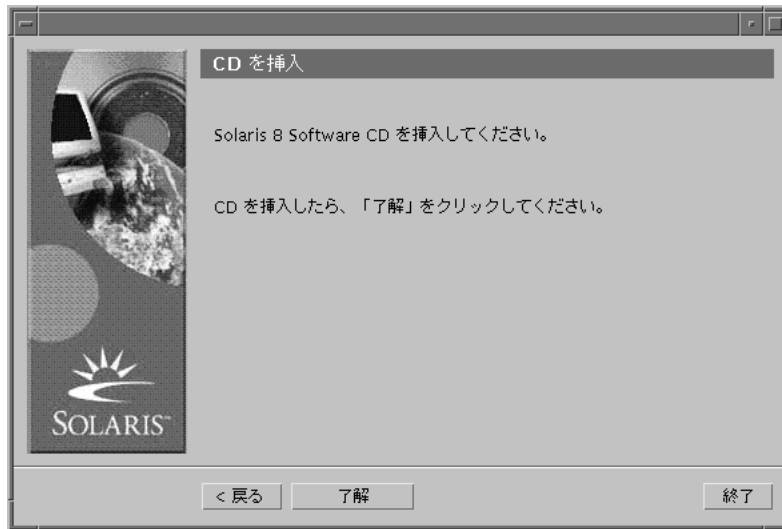 CD を挿入
Solaris 8 Software CD を挿入してください。
CD を挿入したら、「了解」をクリックしてください。
SOLARIS™
< 戻る
了解
終了